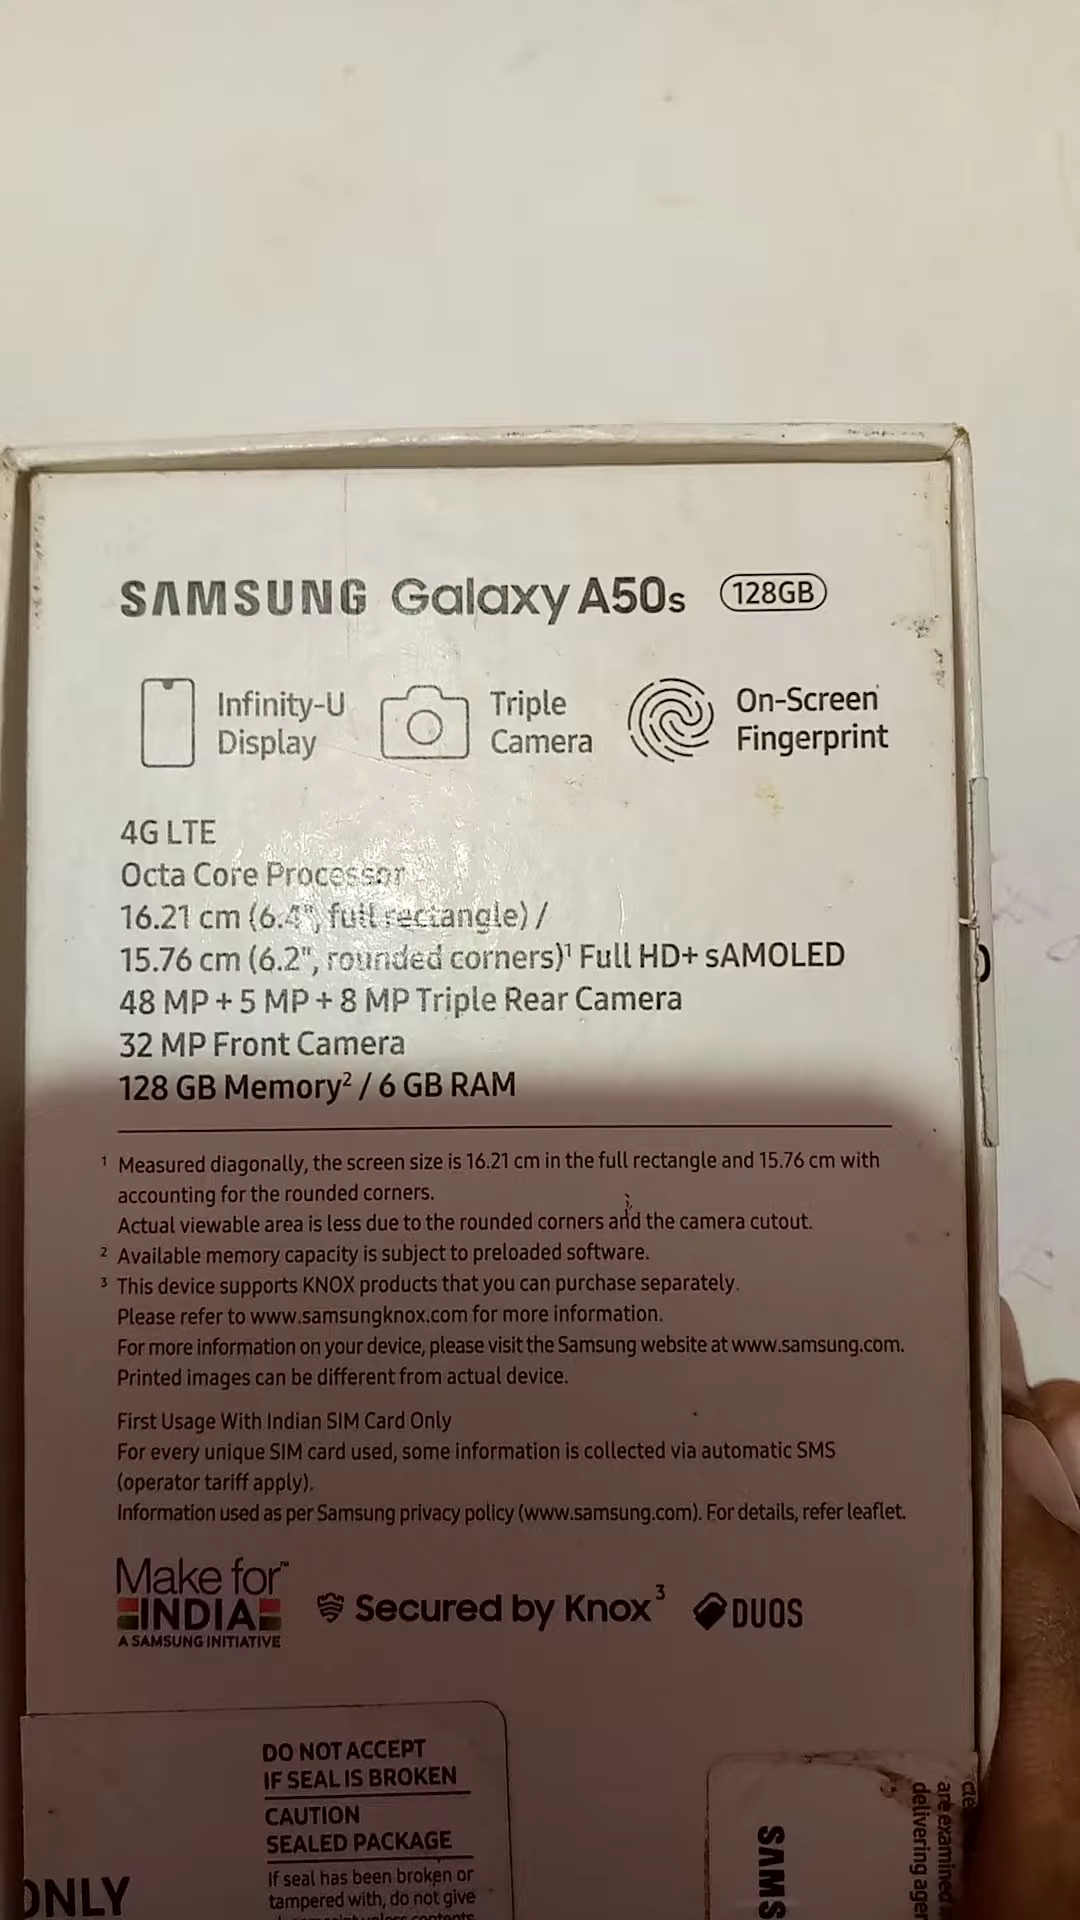 SAMSUNG Galaxy A50s 128GB
Infinity-U
Display
Triple
Camera
On-Screen
Fingerprint
4G LTE
Octa Core Processor
16.21 cm (6.4", full rectangle) /
15.76 cm (6.2", rounded corners)¹ Full HD+ sAMOLED
48 MP + 5 MP + 8 MP Triple Rear Camera
32 MP Front Camera
128 GB Memory² / 6 GB RAM
¹ Measured diagonally, the screen size is 16.21 cm in the full rectangle and 15.76 cm with
accounting for the rounded corners.
Actual viewable area is less due to the rounded corners and the camera cutout.
² Available memory capacity is subject to preloaded software.
³ This device supports KNOX products that you can purchase separately.
Please refer to www.samsungknox.com for more information.
For more information on your device, please visit the Samsung website at www.samsung.com.
Printed images can be different from actual device.
First Usage With Indian SIM Card Only
For every unique SIM card used, some information is collected via automatic SMS
(operator tariff apply).
Information used as per Samsung privacy policy (www.samsung.com). For details, refer leaflet.
Make for™
INDIA
A SAMSUNG INITIATIVE
Secured by Knox³
DUOS
DO NOT ACCEPT
IF SEAL IS BROKEN
CAUTION
SEALED PACKAGE
If seal has been broken or
tampered with, do not give
ONLY
SAMS
are examined
delivering